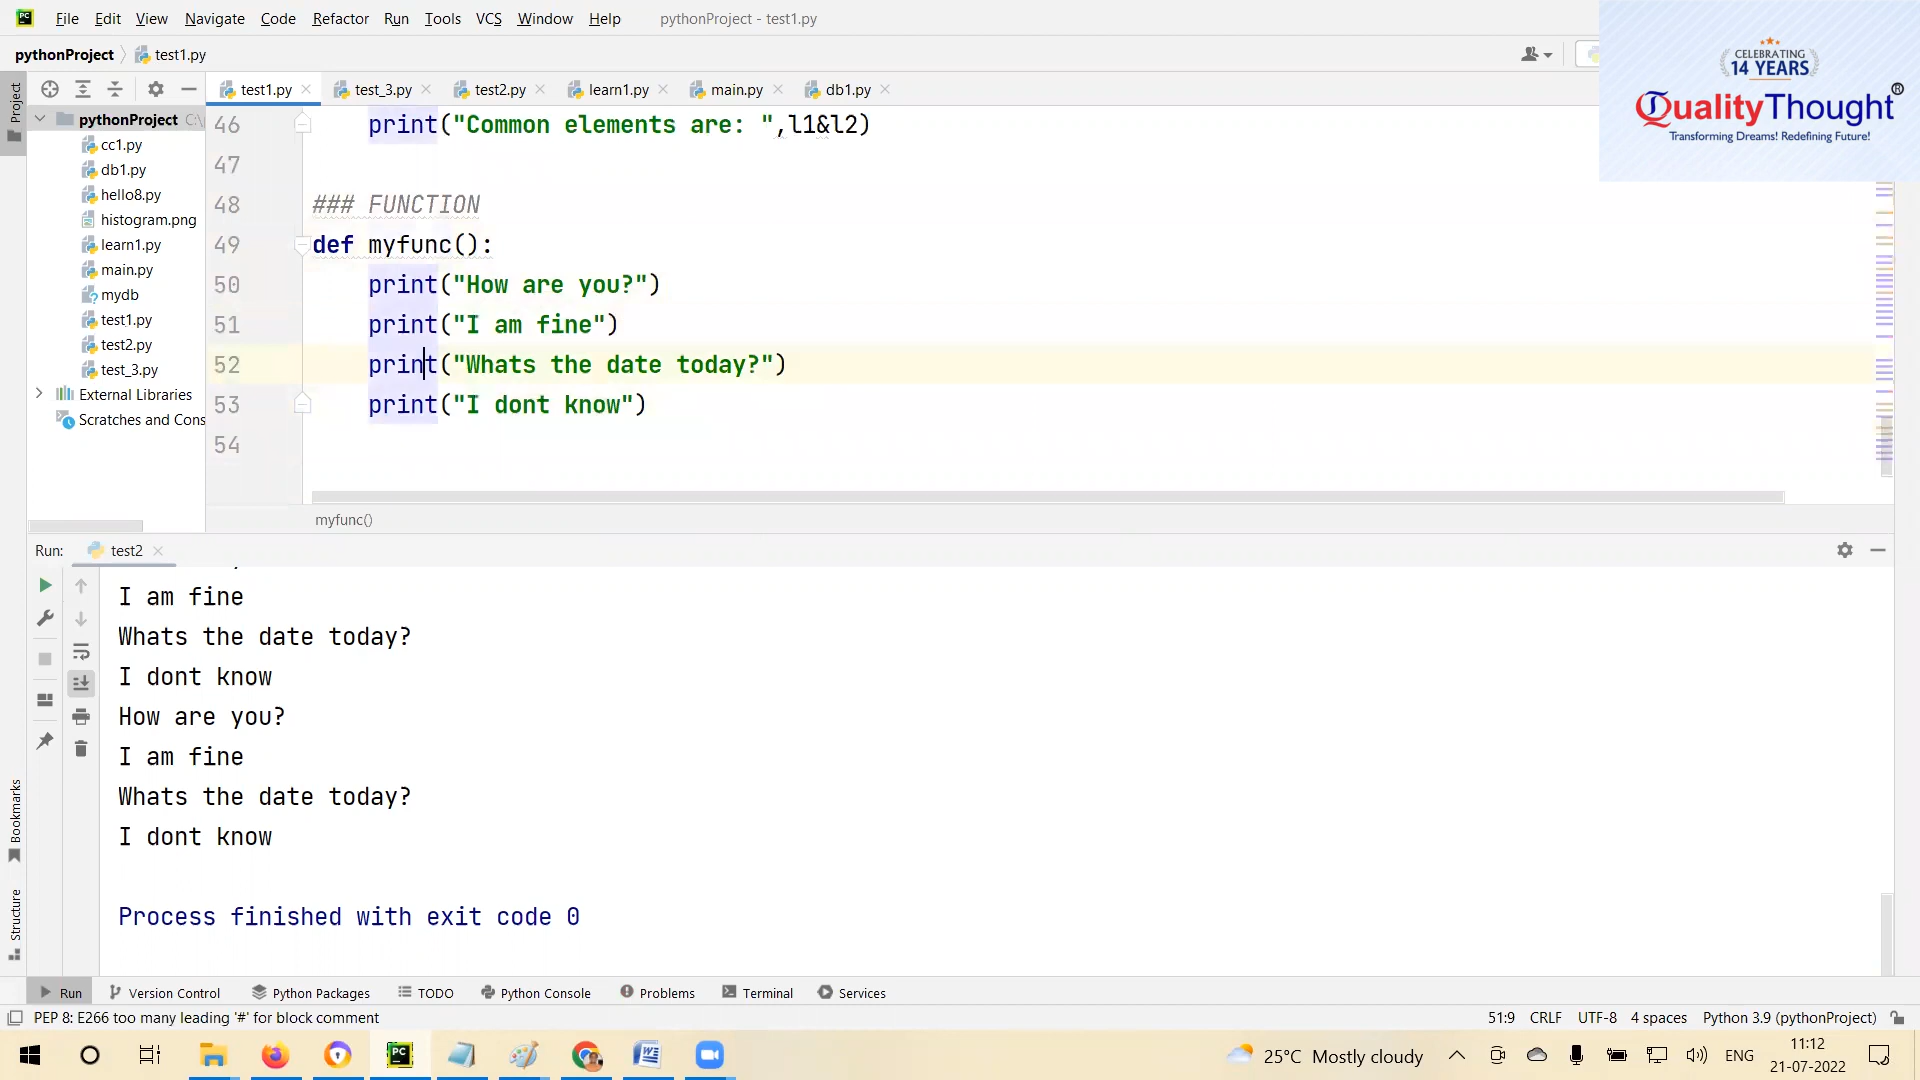 File Edit View Navigate Code Refactor Run Tools VCS Window Help pythonProject - test1.py
pythonProject test1.py
CELEBRATING
14 YEARS
QualityThought®
Transforming Dreams! Redefining Future!
Project
test1.py test_3.py test2.py learn1.py main.py db1.py
pythonProject C:\
cc1.py
db1.py
hello8.py
histogram.png
learn1.py
main.py
mydb
test1.py
test2.py
test_3.py
External Libraries
Scratches and Cons
46 print("Common elements are: ",l1&l2)
47
48 ### FUNCTION
49 def myfunc():
50 print("How are you?")
51 print("I am fine")
52 print("Whats the date today?")
53 print("I dont know")
54
myfunc()
Run: test2
I am fine
Whats the date today?
I dont know
How are you?
I am fine
Whats the date today?
I dont know
Process finished with exit code 0
Bookmarks
Structure
Run Version Control Python Packages TODO Python Console Problems Terminal Services
PEP 8: E266 too many leading '#' for block comment 51:9 CRLF UTF-8 4 spaces Python 3.9 (pythonProject)
25°C Mostly cloudy ENG 11:12
21-07-2022